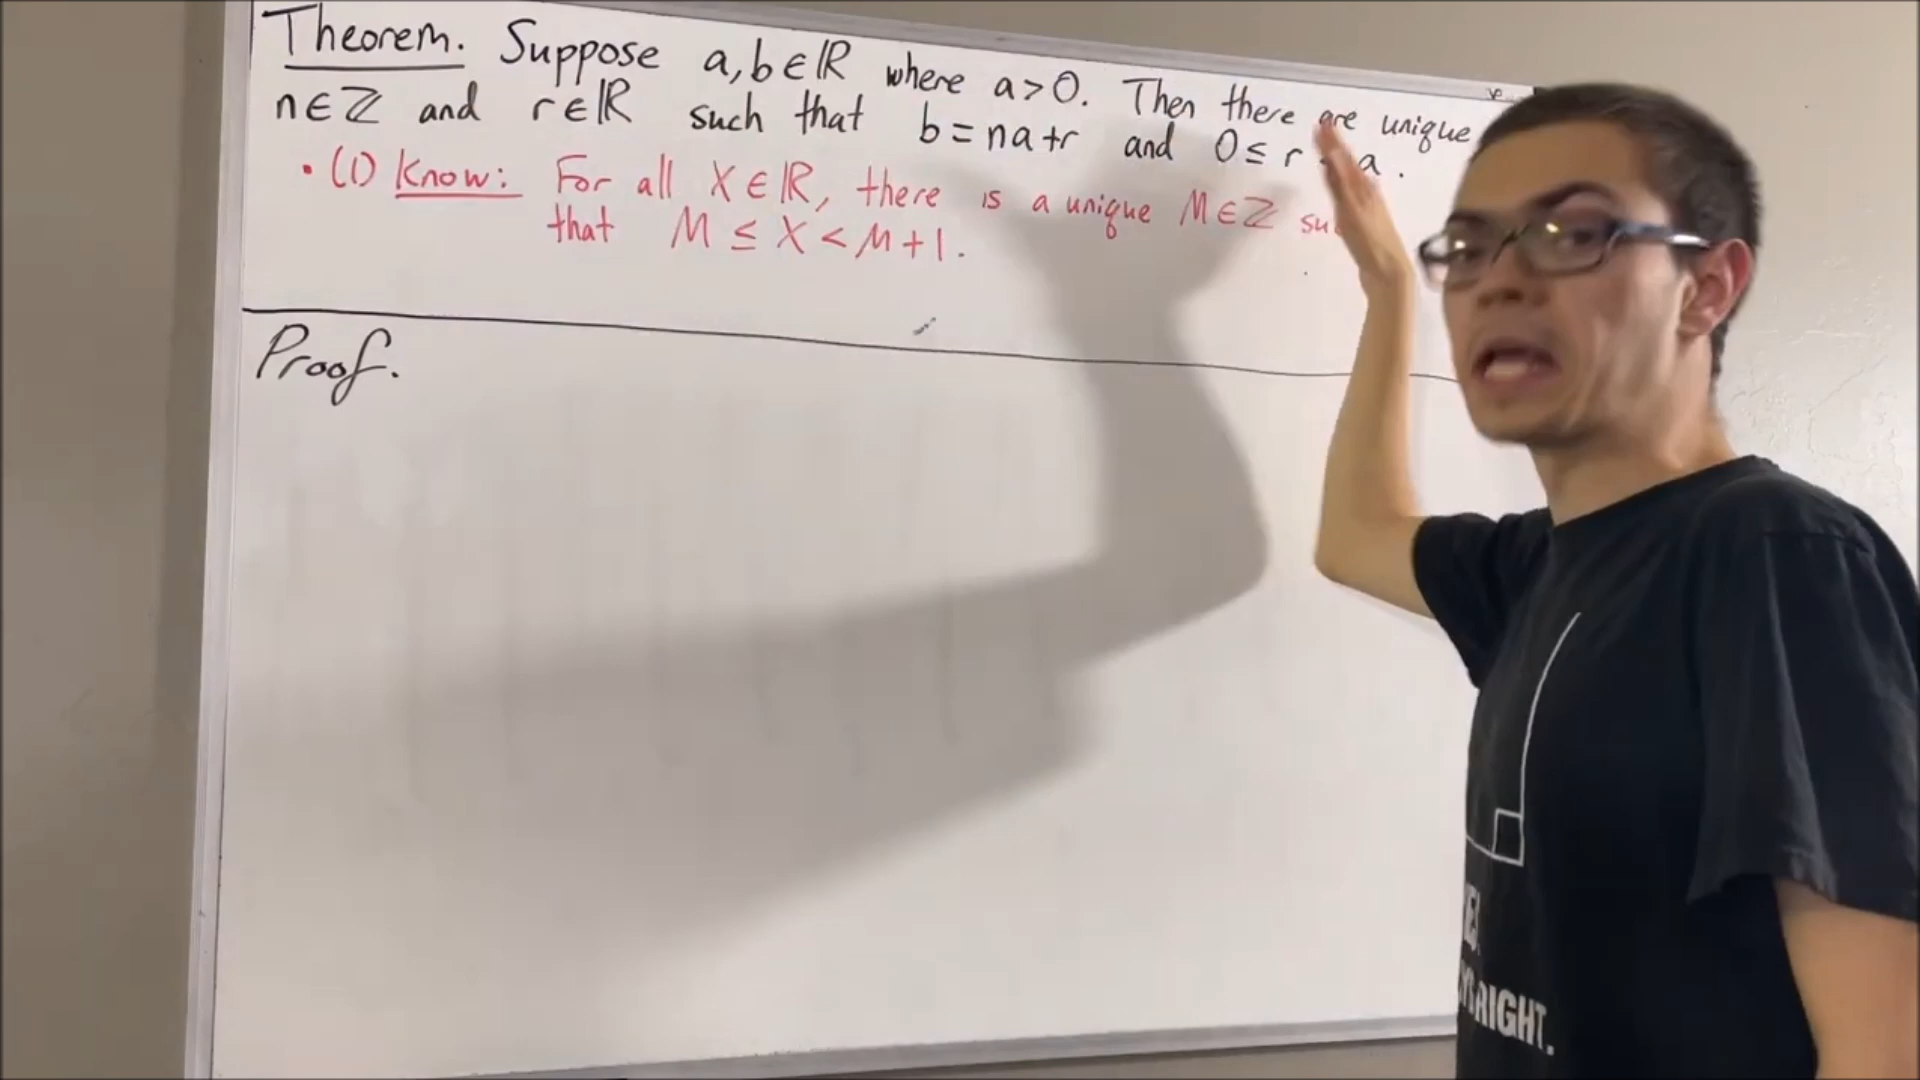 Theorem. Suppose a,b∈ℝ where a>0. Then there are unique
n∈ℤ and r∈ℝ such that b=na+r and 0≤r a.
• (1) Know: For all X∈ℝ, there is a unique M∈ℤ
that M ≤ X < M+1.
Proof.
RIGHT.